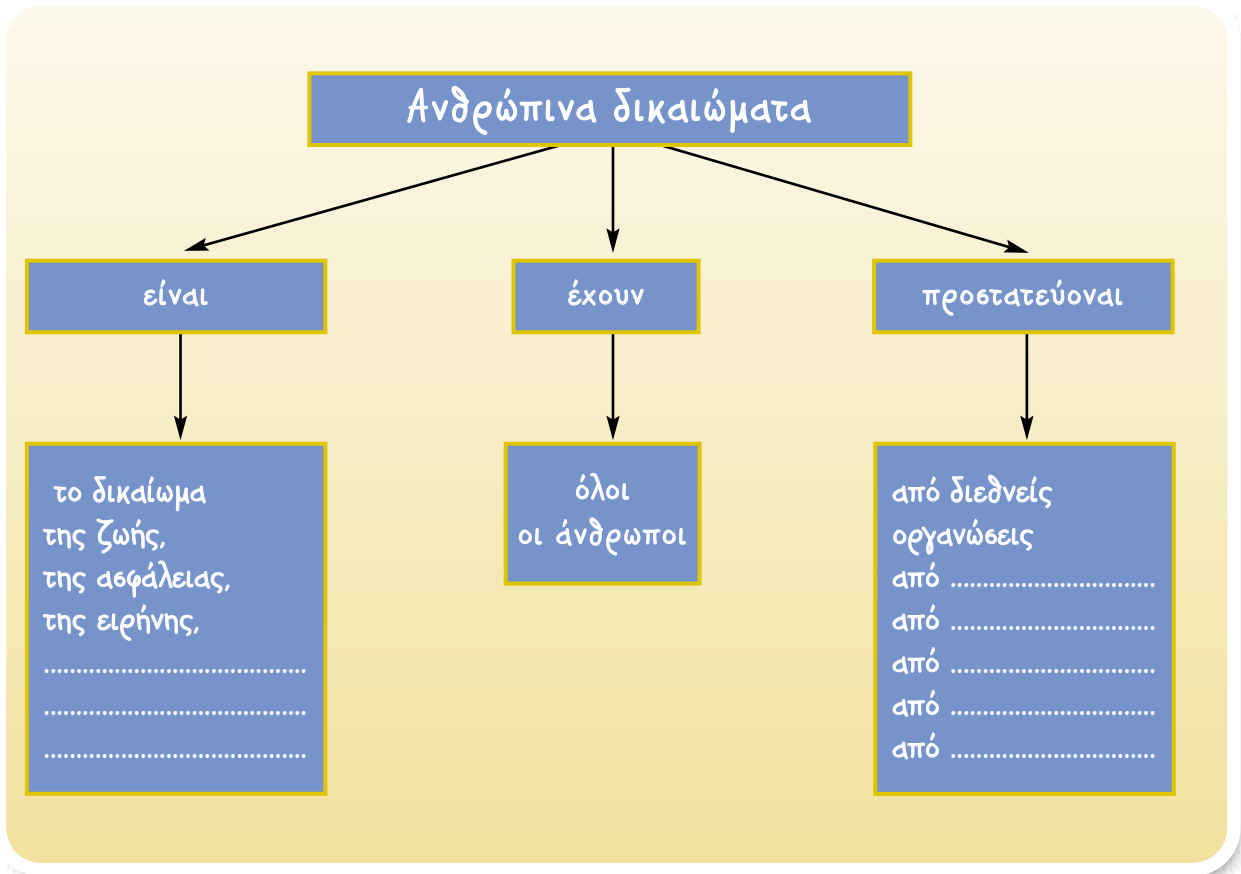 Ανθρώπινα δικαιώματα
είναι
έχουν
προστατεύοναι
το δικαίωμα
της ζωής,
της ασφάλειας,
της ειρήνης,
..........................................
..........................................
..........................................
όλοι
οι άνθρωποι
από διεθνείς
οργανώσεις
από .................................
από .................................
από .................................
από .................................
από .................................